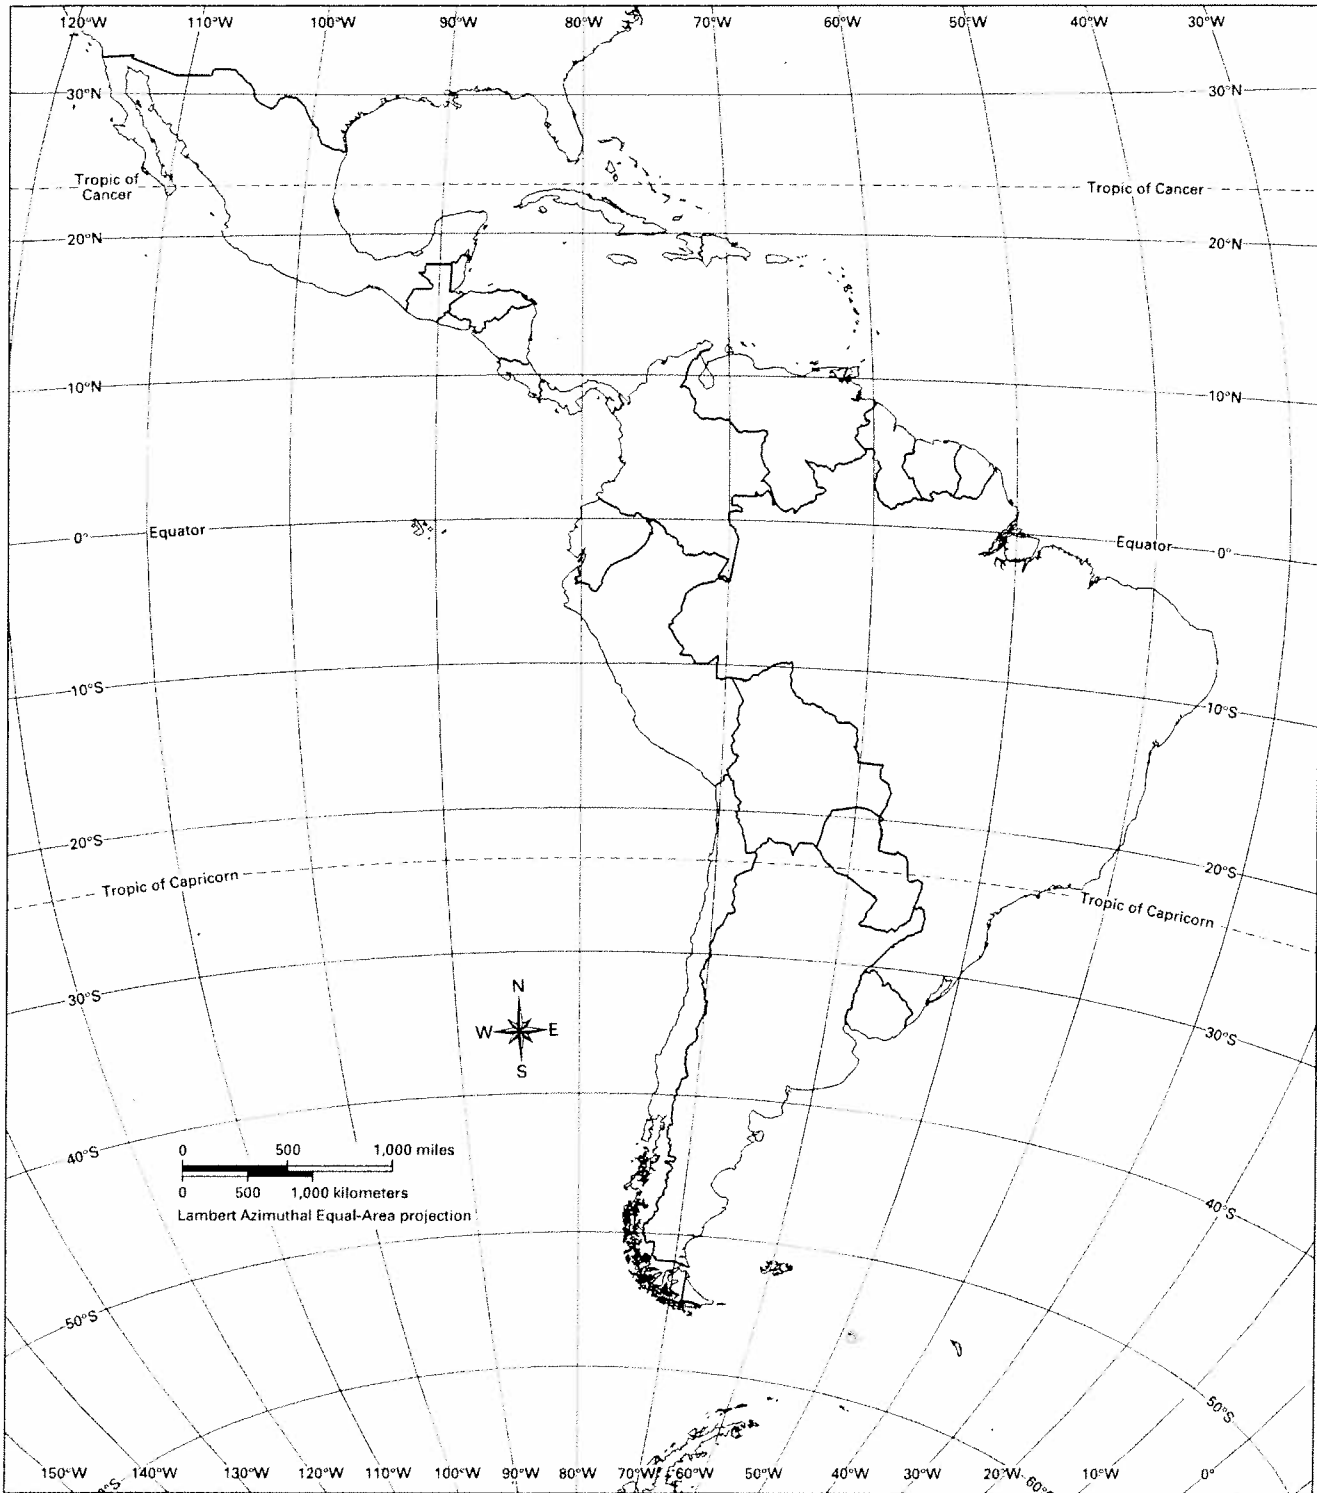 120°W 110°W 100°W 90°W 80°W 70°W 60°W 50°W 40°W 30°W
30°N 30°N
Tropic of
Cancer
Tropic of Cancer
20°N 20°N
10°N 10°N
0° Equator Equator 0°
10°S 10°S
20°S 20°S
Tropic of Capricorn Tropic of Capricorn
30°S 30°S
N
W E
S
0 500 1,000 miles
0 500 1,000 kilometers
Lambert Azimuthal Equal-Area projection
40°S 40°S
50°S 50°S
150°W 140°W 130°W 120°W 110°W 100°W 90°W 80°W 70°W 60°W 50°W 40°W 30°W 20°W 10°W 0°
0°S 60°S